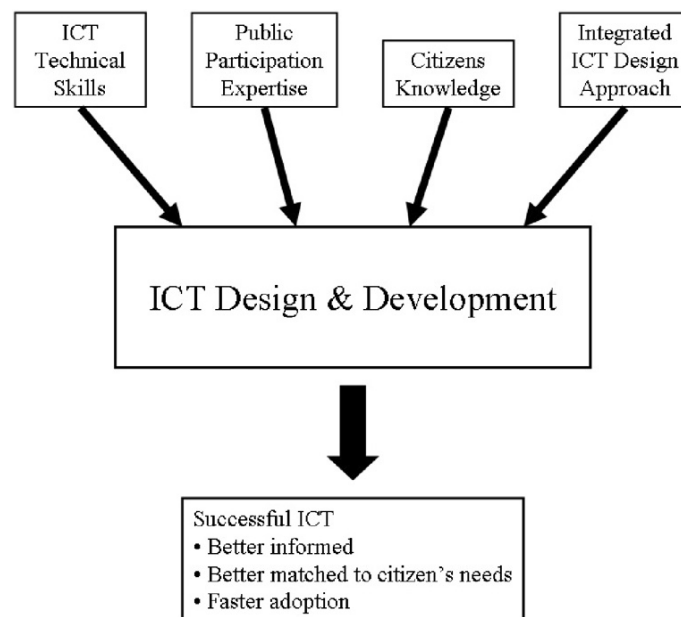 ICT
Technical
Skills
Public
Participation
Expertise
Citizens
Knowledge
Integrated
ICT Design
Approach
ICT Design & Development
Successful ICT
• Better informed
• Better matched to citizen’s needs
• Faster adoption